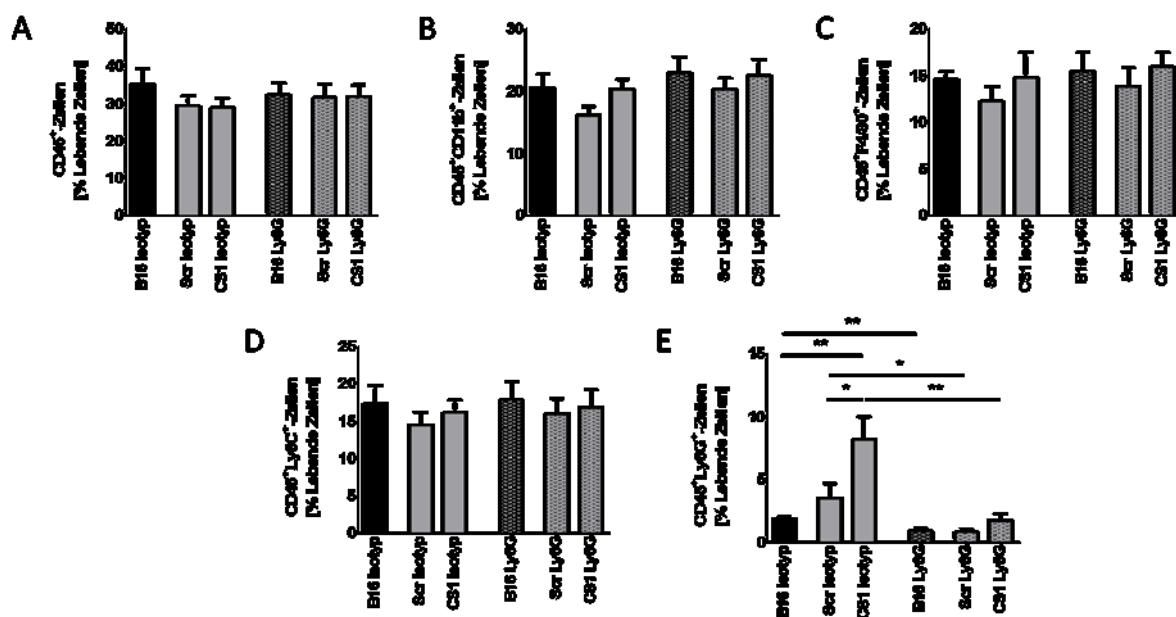 A
CD45⁺-Zellen
[% Lebende Zellen]
50
40
30
20
10
0
B16 Isotyp
Scr Isotyp
CS1 Isotyp
B16 Ly6G
Scr Ly6G
CS1 Ly6G
B
CD45⁺CD11b⁺-Zellen
[% Lebende Zellen]
30
20
10
0
B16 Isotyp
Scr Isotyp
CS1 Isotyp
B16 Ly6G
Scr Ly6G
CS1 Ly6G
C
CD45⁺F4/80⁺-Zellen
[% Lebende Zellen]
20
15
10
5
0
B16 Isotyp
Scr Isotyp
CS1 Isotyp
B16 Ly6G
Scr Ly6G
CS1 Ly6G
D
CD45⁺Ly6C⁺-Zellen
[% Lebende Zellen]
25
20
15
10
5
0
B16 Isotyp
Scr Isotyp
CS1 Isotyp
B16 Ly6G
Scr Ly6G
CS1 Ly6G
E
CD45⁺Ly6G⁺-Zellen
[% Lebende Zellen]
15
10
5
0
**
**
*
*
**
B16 Isotyp
Scr Isotyp
CS1 Isotyp
B16 Ly6G
Scr Ly6G
CS1 Ly6G